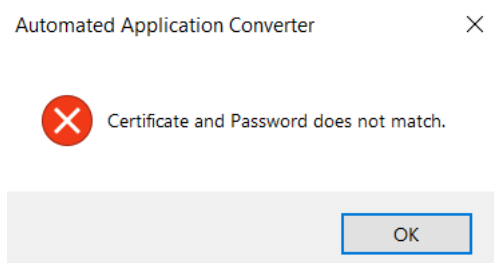 Automated Application Converter
Certificate and Password does not match.
OK